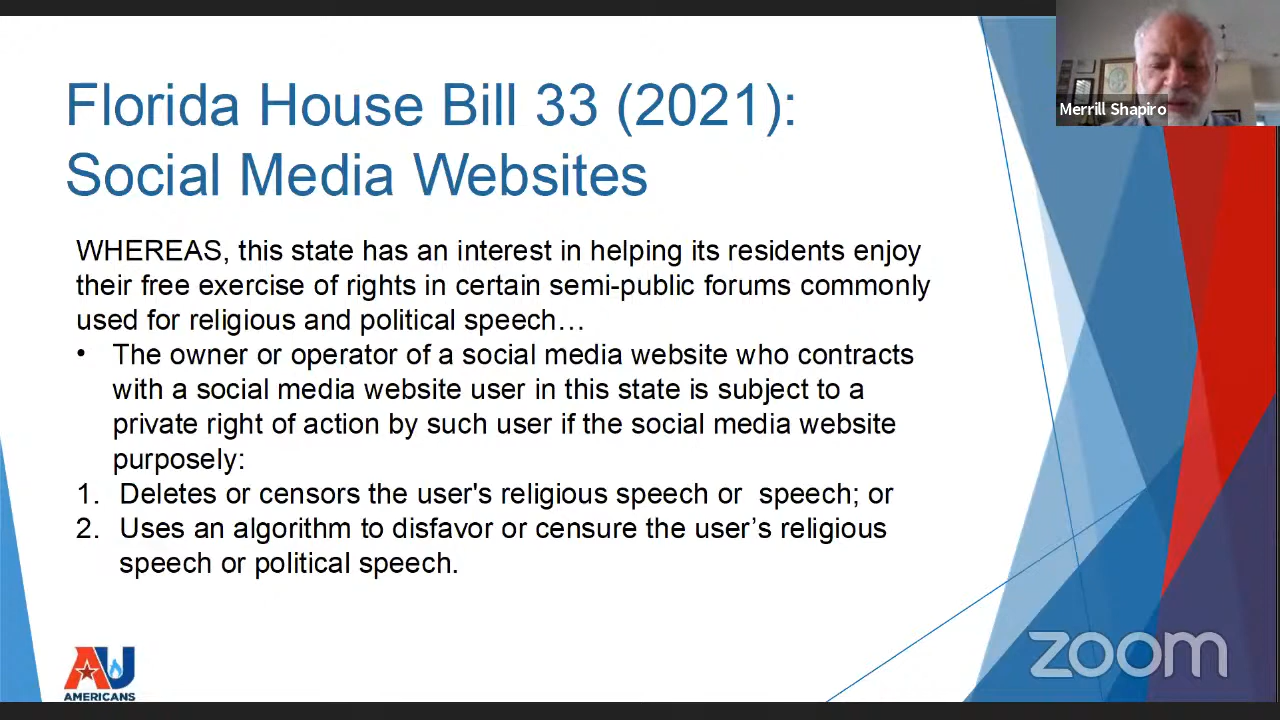 Florida House Bill 33 (2021):
Social Media Websites
Merrill Shapiro
WHEREAS, this state has an interest in helping its residents enjoy
their free exercise of rights in certain semi-public forums commonly
used for religious and political speech…
• The owner or operator of a social media website who contracts
with a social media website user in this state is subject to a
private right of action by such user if the social media website
purposely:
1. Deletes or censors the user's religious speech or  speech; or
2. Uses an algorithm to disfavor or censure the user’s religious
speech or political speech.
AU
AMERICANS
zoom